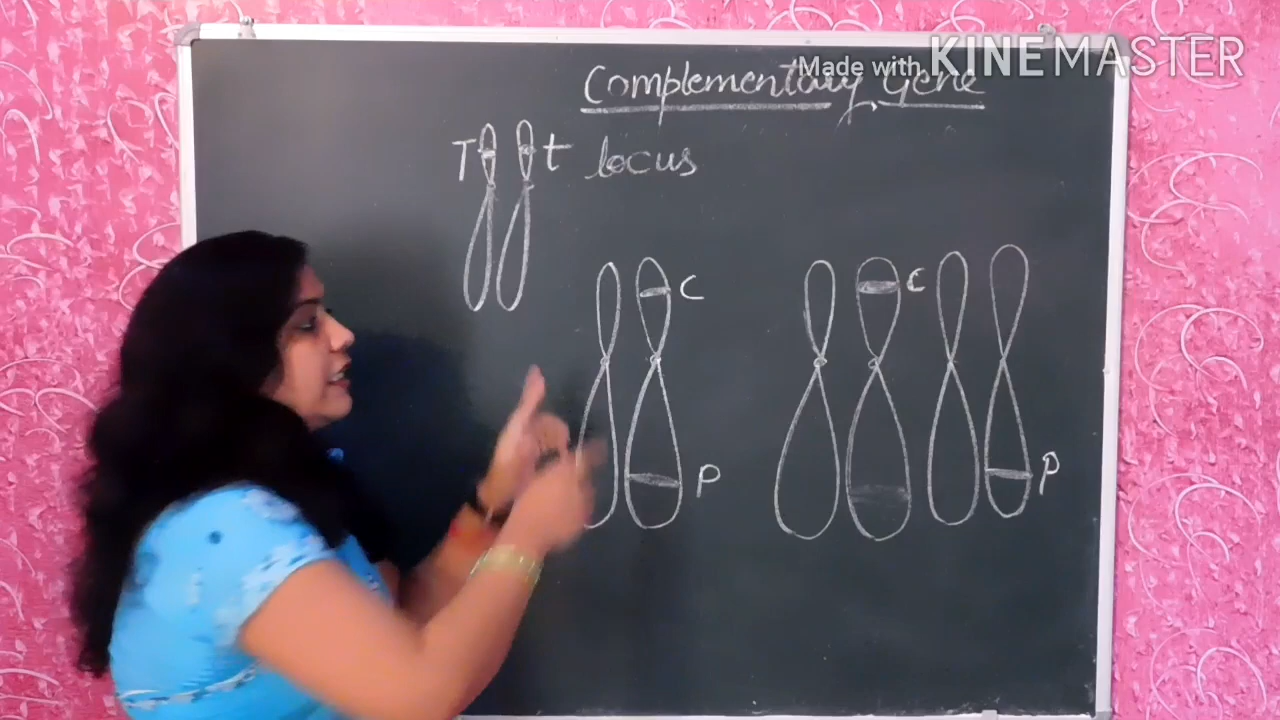 Made with KINEMASTER
Complementary Gene
T t locus
C C
P P